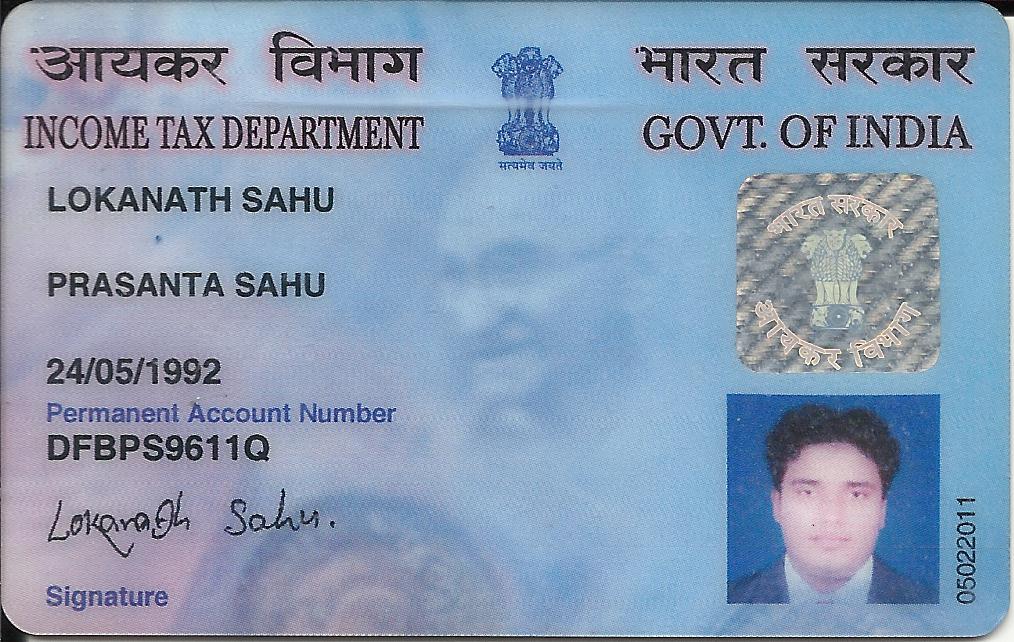 आयकर विभाग
भारत सरकार
INCOME TAX DEPARTMENT
GOVT. OF INDIA
सत्यमेव जयते
LOKANATH SAHU
भारत सरकार
आयकर विभाग
PRASANTA SAHU
24/05/1992
Permanent Account Number
DFBPS9611Q
Lokanath Sahu.
Signature
05022011